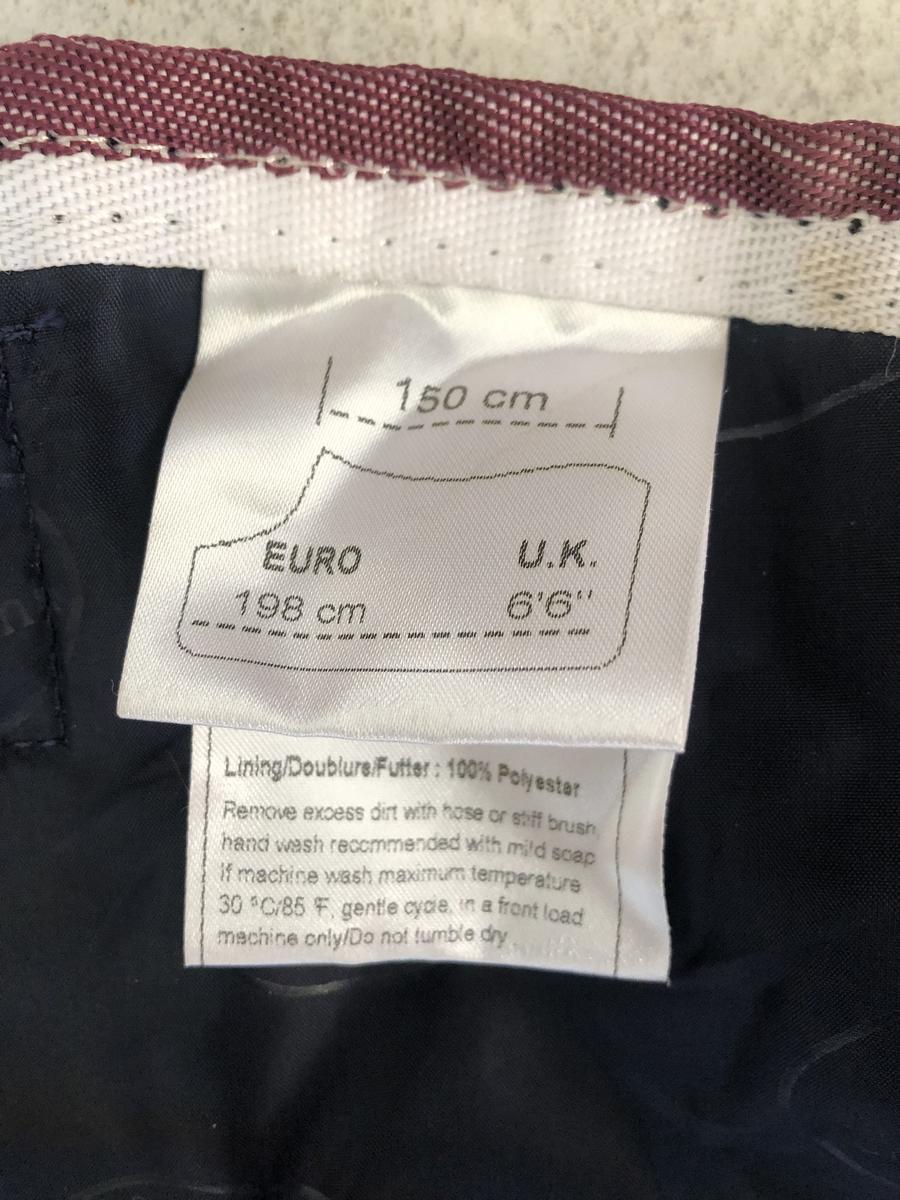 150 cm
EURO U.K.
198 cm 6'6"
Lining/Doublure/Futter : 100% Polyester
Remove excess dirt with hose or stiff brush,
hand wash recommended with mild soap
If machine wash maximum temperature
30 °C/85 °F, gentle cycle, in a front load
machine only/Do not tumble dry